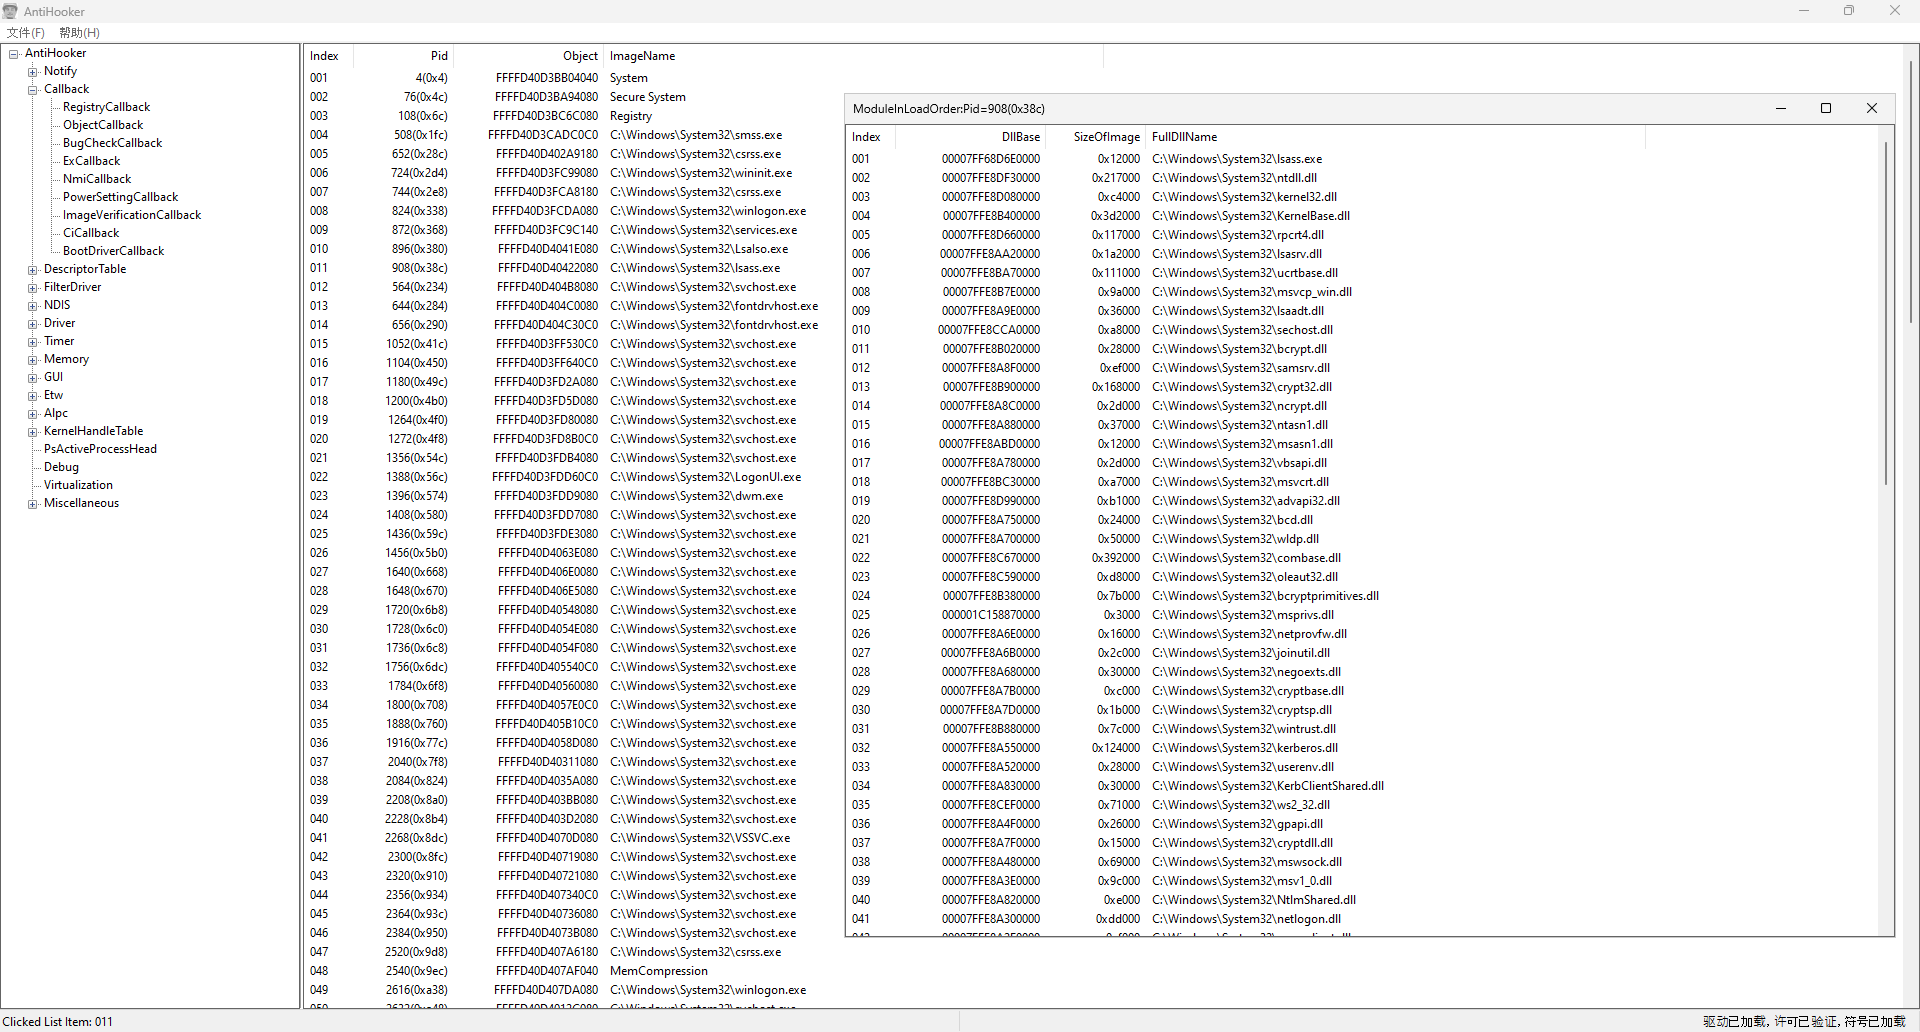 AntiHooker
文件(F) 帮助(H)
AntiHooker
Notify
Callback
RegistryCallback
ObjectCallback
BugCheckCallback
ExCallback
NmiCallback
PowerSettingCallback
ImageVerificationCallback
CiCallback
BootDriverCallback
DescriptorTable
FilterDriver
NDIS
Driver
Timer
Memory
GUI
Etw
Alpc
KernelHandleTable
PsActiveProcessHead
Debug
Virtualization
Miscellaneous
Index Pid Object ImageName
001 4(0x4) FFFFD40D3BB04040 System
002 76(0x4c) FFFFD40D3BA94080 Secure System
003 108(0x6c) FFFFD40D3BC6C080 Registry
004 508(0x1fc) FFFFD40D3CADC0C0 C:\Windows\System32\smss.exe
005 652(0x28c) FFFFD40D402A9180 C:\Windows\System32\csrss.exe
006 724(0x2d4) FFFFD40D3FC99080 C:\Windows\System32\wininit.exe
007 744(0x2e8) FFFFD40D3FCA8180 C:\Windows\System32\csrss.exe
008 824(0x338) FFFFD40D3FCDA080 C:\Windows\System32\winlogon.exe
009 872(0x368) FFFFD40D3FC9C140 C:\Windows\System32\services.exe
010 896(0x380) FFFFD40D4041E080 C:\Windows\System32\LsaIso.exe
011 908(0x38c) FFFFD40D40422080 C:\Windows\System32\lsass.exe
012 564(0x234) FFFFD40D404B8080 C:\Windows\System32\svchost.exe
013 644(0x284) FFFFD40D404C0080 C:\Windows\System32\fontdrvhost.exe
014 656(0x290) FFFFD40D404C30C0 C:\Windows\System32\fontdrvhost.exe
015 1052(0x41c) FFFFD40D3FF530C0 C:\Windows\System32\svchost.exe
016 1104(0x450) FFFFD40D3FF640C0 C:\Windows\System32\svchost.exe
017 1180(0x49c) FFFFD40D3FD2A080 C:\Windows\System32\svchost.exe
018 1200(0x4b0) FFFFD40D3FD5D080 C:\Windows\System32\svchost.exe
019 1264(0x4f0) FFFFD40D3FD80080 C:\Windows\System32\svchost.exe
020 1272(0x4f8) FFFFD40D3FD8B0C0 C:\Windows\System32\svchost.exe
021 1356(0x54c) FFFFD40D3FDB4080 C:\Windows\System32\svchost.exe
022 1388(0x56c) FFFFD40D3FDD60C0 C:\Windows\System32\LogonUI.exe
023 1396(0x574) FFFFD40D3FDD9080 C:\Windows\System32\dwm.exe
024 1408(0x580) FFFFD40D3FDD7080 C:\Windows\System32\svchost.exe
025 1436(0x59c) FFFFD40D3FDE3080 C:\Windows\System32\svchost.exe
026 1456(0x5b0) FFFFD40D4063E080 C:\Windows\System32\svchost.exe
027 1640(0x668) FFFFD40D406E0080 C:\Windows\System32\svchost.exe
028 1648(0x670) FFFFD40D406E5080 C:\Windows\System32\svchost.exe
029 1720(0x6b8) FFFFD40D40548080 C:\Windows\System32\svchost.exe
030 1728(0x6c0) FFFFD40D4054E080 C:\Windows\System32\svchost.exe
031 1736(0x6c8) FFFFD40D4054F080 C:\Windows\System32\svchost.exe
032 1756(0x6dc) FFFFD40D405540C0 C:\Windows\System32\svchost.exe
033 1784(0x6f8) FFFFD40D40560080 C:\Windows\System32\svchost.exe
034 1800(0x708) FFFFD40D4057E0C0 C:\Windows\System32\svchost.exe
035 1888(0x760) FFFFD40D405B10C0 C:\Windows\System32\svchost.exe
036 1916(0x77c) FFFFD40D4058D080 C:\Windows\System32\svchost.exe
037 2040(0x7f8) FFFFD40D40311080 C:\Windows\System32\svchost.exe
038 2084(0x824) FFFFD40D4035A080 C:\Windows\System32\svchost.exe
039 2208(0x8a0) FFFFD40D403BB080 C:\Windows\System32\svchost.exe
040 2228(0x8b4) FFFFD40D403D2080 C:\Windows\System32\svchost.exe
041 2268(0x8dc) FFFFD40D4070D080 C:\Windows\System32\VSSVC.exe
042 2300(0x8fc) FFFFD40D40719080 C:\Windows\System32\svchost.exe
043 2320(0x910) FFFFD40D40721080 C:\Windows\System32\svchost.exe
044 2356(0x934) FFFFD40D407340C0 C:\Windows\System32\svchost.exe
045 2364(0x93c) FFFFD40D40736080 C:\Windows\System32\svchost.exe
046 2384(0x950) FFFFD40D4073B080 C:\Windows\System32\svchost.exe
047 2520(0x9d8) FFFFD40D407A6180 C:\Windows\System32\csrss.exe
048 2540(0x9ec) FFFFD40D407AF040 MemCompression
049 2616(0xa38) FFFFD40D407DA080 C:\Windows\System32\winlogon.exe
ModuleInLoadOrder:Pid=908(0x38c)
Index DllBase SizeOfImage FullDllName
001 00007FF68D6E0000 0x12000 C:\Windows\System32\lsass.exe
002 00007FFE8DF30000 0x217000 C:\Windows\System32\ntdll.dll
003 00007FFE8D080000 0xc4000 C:\Windows\System32\kernel32.dll
004 00007FFE8B400000 0x3d2000 C:\Windows\System32\KernelBase.dll
005 00007FFE8D660000 0x117000 C:\Windows\System32\rpcrt4.dll
006 00007FFE8AA20000 0x1a2000 C:\Windows\System32\lsasrv.dll
007 00007FFE8BA70000 0x111000 C:\Windows\System32\ucrtbase.dll
008 00007FFE8B7E0000 0x9a000 C:\Windows\System32\msvcp_win.dll
009 00007FFE8A9E0000 0x36000 C:\Windows\System32\lsaadt.dll
010 00007FFE8CCA0000 0xa8000 C:\Windows\System32\sechost.dll
011 00007FFE8B020000 0x28000 C:\Windows\System32\bcrypt.dll
012 00007FFE8A8F0000 0xef000 C:\Windows\System32\samsrv.dll
013 00007FFE8B900000 0x168000 C:\Windows\System32\crypt32.dll
014 00007FFE8A8C0000 0x2d000 C:\Windows\System32\ncrypt.dll
015 00007FFE8A880000 0x37000 C:\Windows\System32\ntasn1.dll
016 00007FFE8ABD0000 0x12000 C:\Windows\System32\msasn1.dll
017 00007FFE8A780000 0x2d000 C:\Windows\System32\vbsapi.dll
018 00007FFE8BC30000 0xa7000 C:\Windows\System32\msvcrt.dll
019 00007FFE8D990000 0xb1000 C:\Windows\System32\advapi32.dll
020 00007FFE8A750000 0x24000 C:\Windows\System32\bcd.dll
021 00007FFE8A700000 0x50000 C:\Windows\System32\wldp.dll
022 00007FFE8C670000 0x392000 C:\Windows\System32\combase.dll
023 00007FFE8C590000 0xd8000 C:\Windows\System32\oleaut32.dll
024 00007FFE8B380000 0x7b000 C:\Windows\System32\bcryptprimitives.dll
025 000001C158870000 0x3000 C:\Windows\System32\msprivs.dll
026 00007FFE8A6E0000 0x16000 C:\Windows\System32\netprovfw.dll
027 00007FFE8A6B0000 0x2c000 C:\Windows\System32\joinutil.dll
028 00007FFE8A680000 0x30000 C:\Windows\System32\negoexts.dll
029 00007FFE8A7B0000 0xc000 C:\Windows\System32\cryptbase.dll
030 00007FFE8A7D0000 0x1b000 C:\Windows\System32\cryptsp.dll
031 00007FFE8B880000 0x7c000 C:\Windows\System32\wintrust.dll
032 00007FFE8A550000 0x124000 C:\Windows\System32\kerberos.dll
033 00007FFE8A520000 0x28000 C:\Windows\System32\userenv.dll
034 00007FFE8A830000 0x30000 C:\Windows\System32\KerbClientShared.dll
035 00007FFE8CEF0000 0x71000 C:\Windows\System32\ws2_32.dll
036 00007FFE8A4F0000 0x26000 C:\Windows\System32\gpapi.dll
037 00007FFE8A7F0000 0x15000 C:\Windows\System32\cryptdll.dll
038 00007FFE8A480000 0x69000 C:\Windows\System32\mswsock.dll
039 00007FFE8A3E0000 0x9c000 C:\Windows\System32\msv1_0.dll
040 00007FFE8A820000 0xe000 C:\Windows\System32\NtlmShared.dll
041 00007FFE8A300000 0xdd000 C:\Windows\System32\netlogon.dll
Clicked List Item: 011
驱动已加载, 许可已验证, 符号已加载